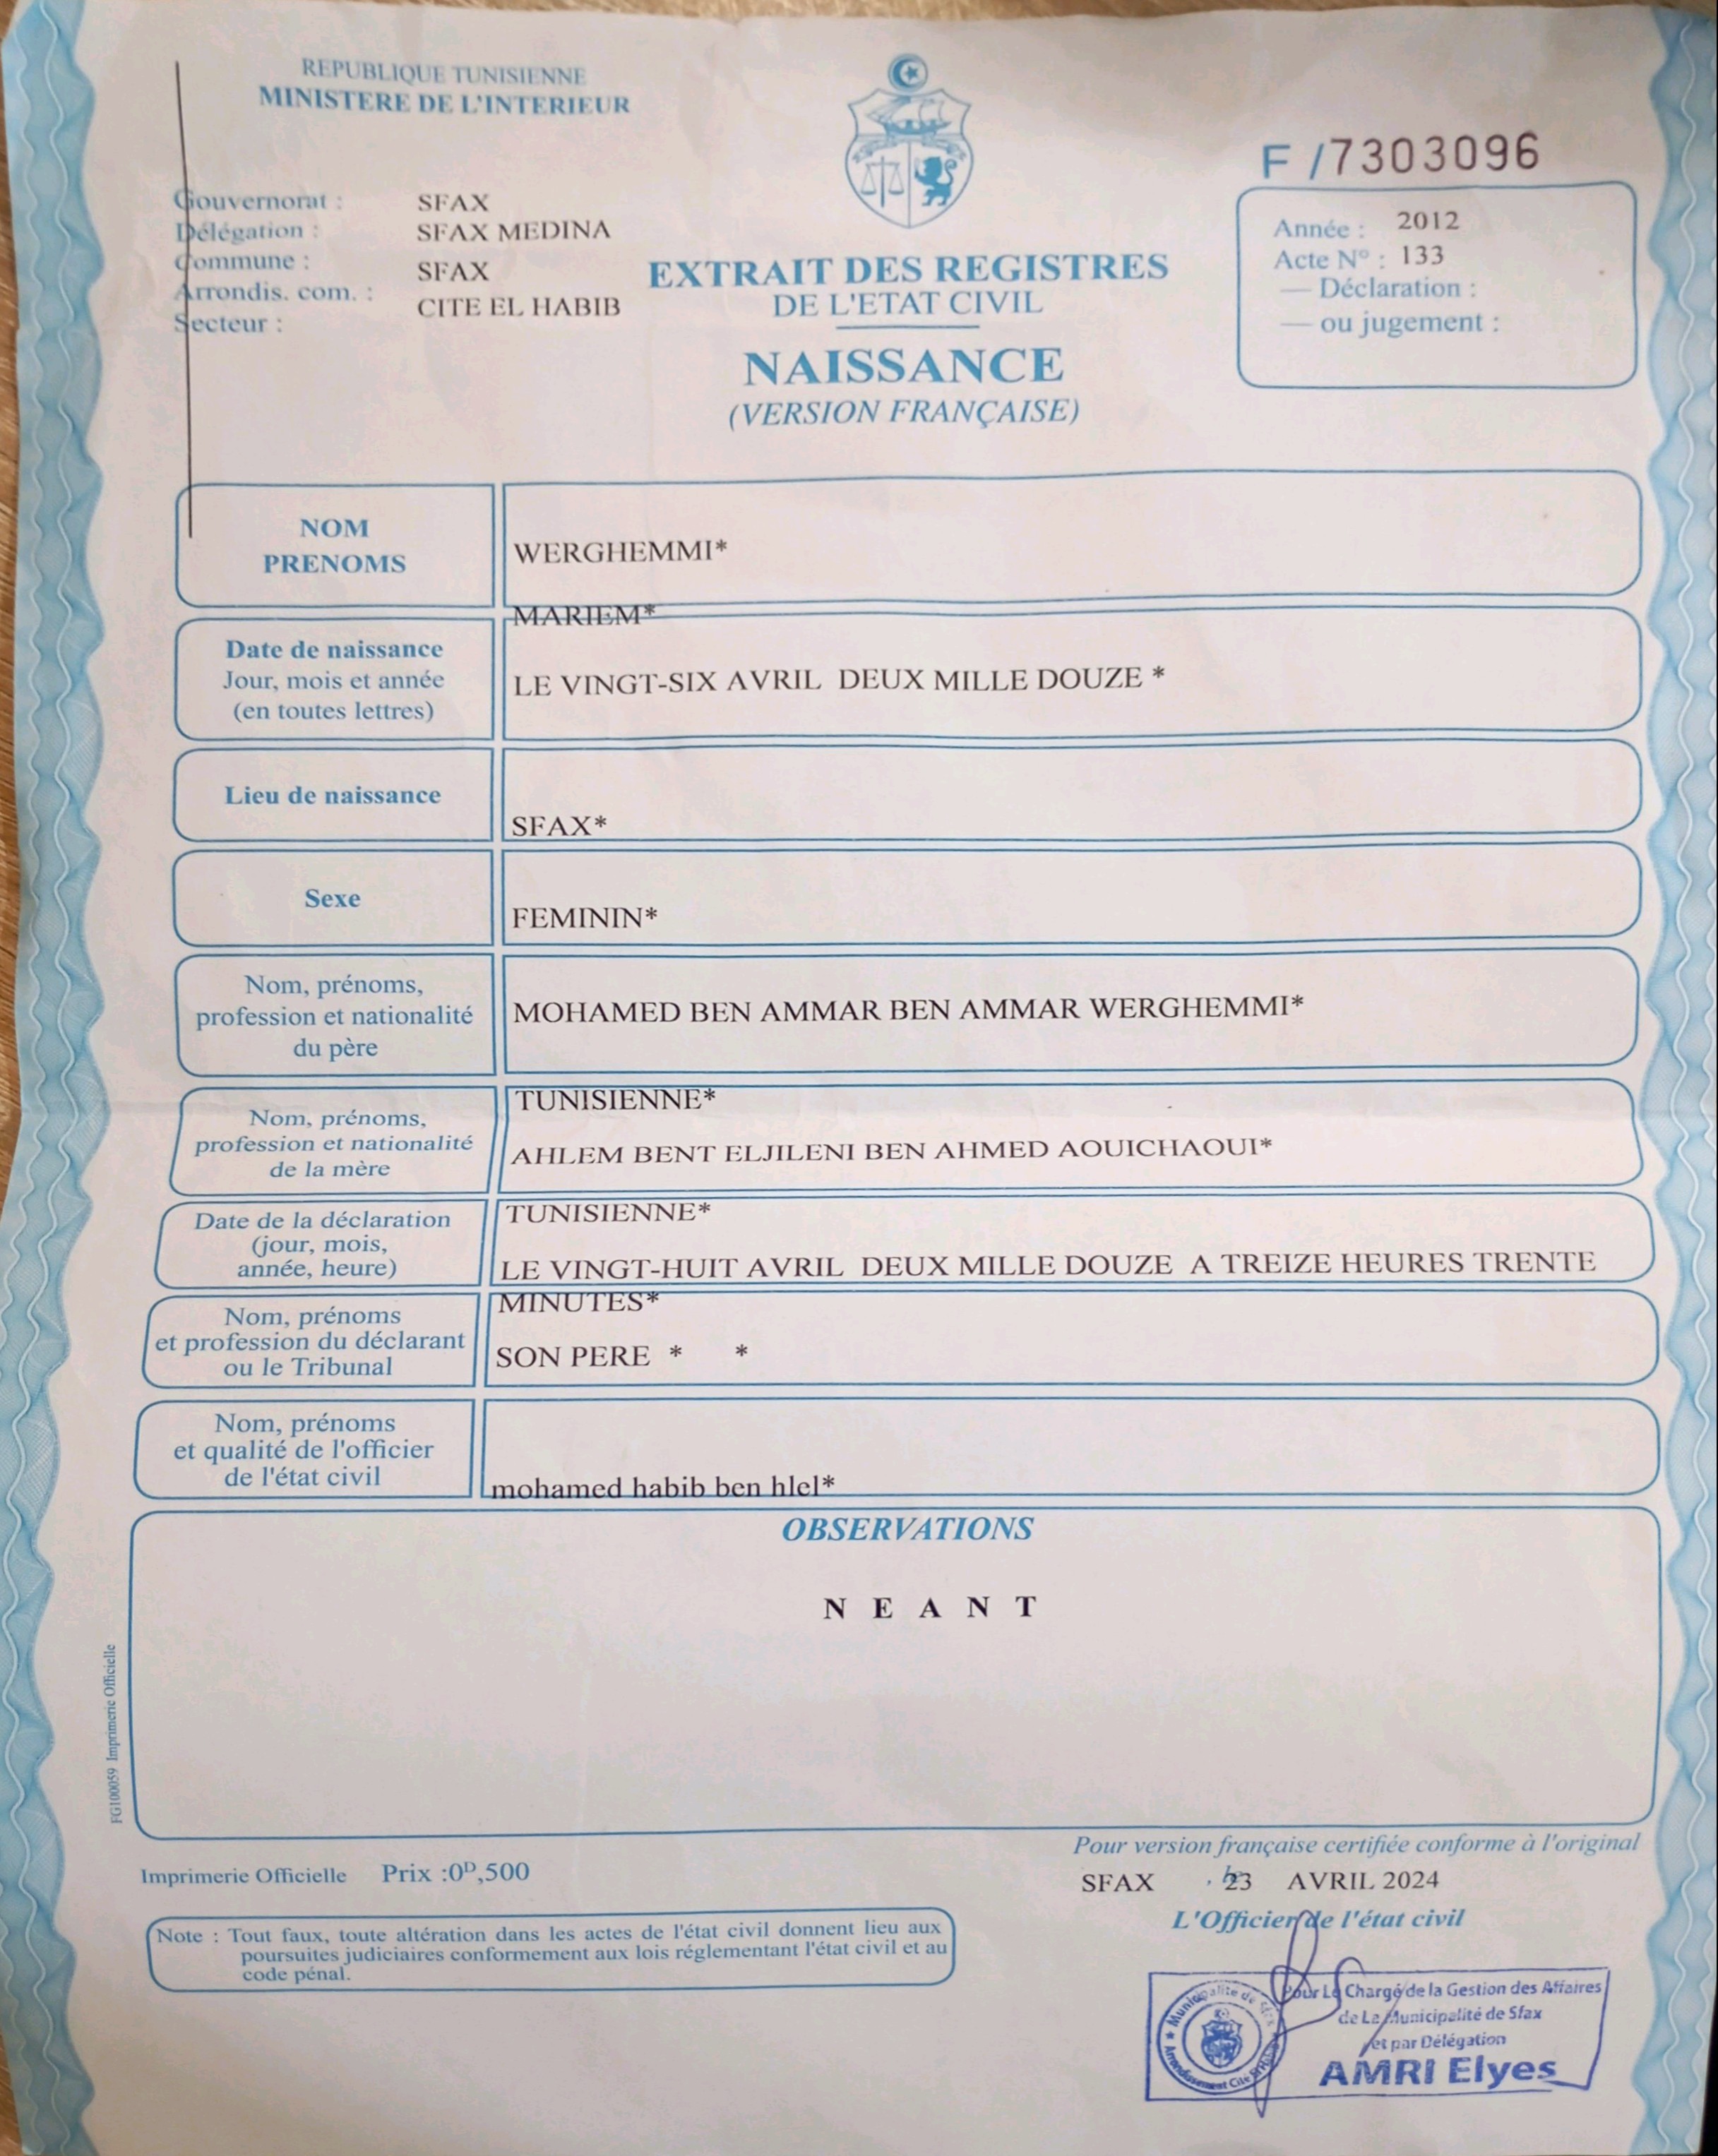 REPUBLIQUE TUNISIENNE
MINISTERE DE L'INTERIEUR
F /7303096
Gouvernorat : SFAX
Délégation : SFAX MEDINA
Commune : SFAX
Arrondis. com. : CITE EL HABIB
Secteur :
EXTRAIT DES REGISTRES
DE L'ETAT CIVIL
NAISSANCE
(VERSION FRANÇAISE)
Année : 2012
Acte N° : 133
— Déclaration :
— ou jugement :
NOM
PRENOMS
WERGHEMMI*
MARIEM*
Date de naissance
Jour, mois et année
(en toutes lettres)
LE VINGT-SIX AVRIL DEUX MILLE DOUZE *
Lieu de naissance
SFAX*
Sexe
FEMININ*
Nom, prénoms,
profession et nationalité
du père
MOHAMED BEN AMMAR BEN AMMAR WERGHEMMI*
TUNISIENNE*
Nom, prénoms,
profession et nationalité
de la mère
AHLEM BENT ELJILENI BEN AHMED AOUICHAOUI*
TUNISIENNE*
Date de la déclaration
(jour, mois,
année, heure)
LE VINGT-HUIT AVRIL DEUX MILLE DOUZE A TREIZE HEURES TRENTE
MINUTES*
Nom, prénoms
et profession du déclarant
ou le Tribunal
SON PERE * *
Nom, prénoms
et qualité de l'officier
de l'état civil
mohamed habib ben hlel*
OBSERVATIONS
N E A N T
FG100059 Imprimerie Officielle
Imprimerie Officielle Prix :0D,500
Note : Tout faux, toute altération dans les actes de l'état civil donnent lieu aux
poursuites judiciaires conformement aux lois réglementant l'état civil et au
code pénal.
Pour version française certifiée conforme à l'original
SFAX , 23 AVRIL 2024
L'Officier de l'état civil
Pour Le Chargé de la Gestion des Affaires
de La Municipalité de Sfax
et par Délégation
AMRI Elyes
Municipalité de Sfax
Arrondissement Cité